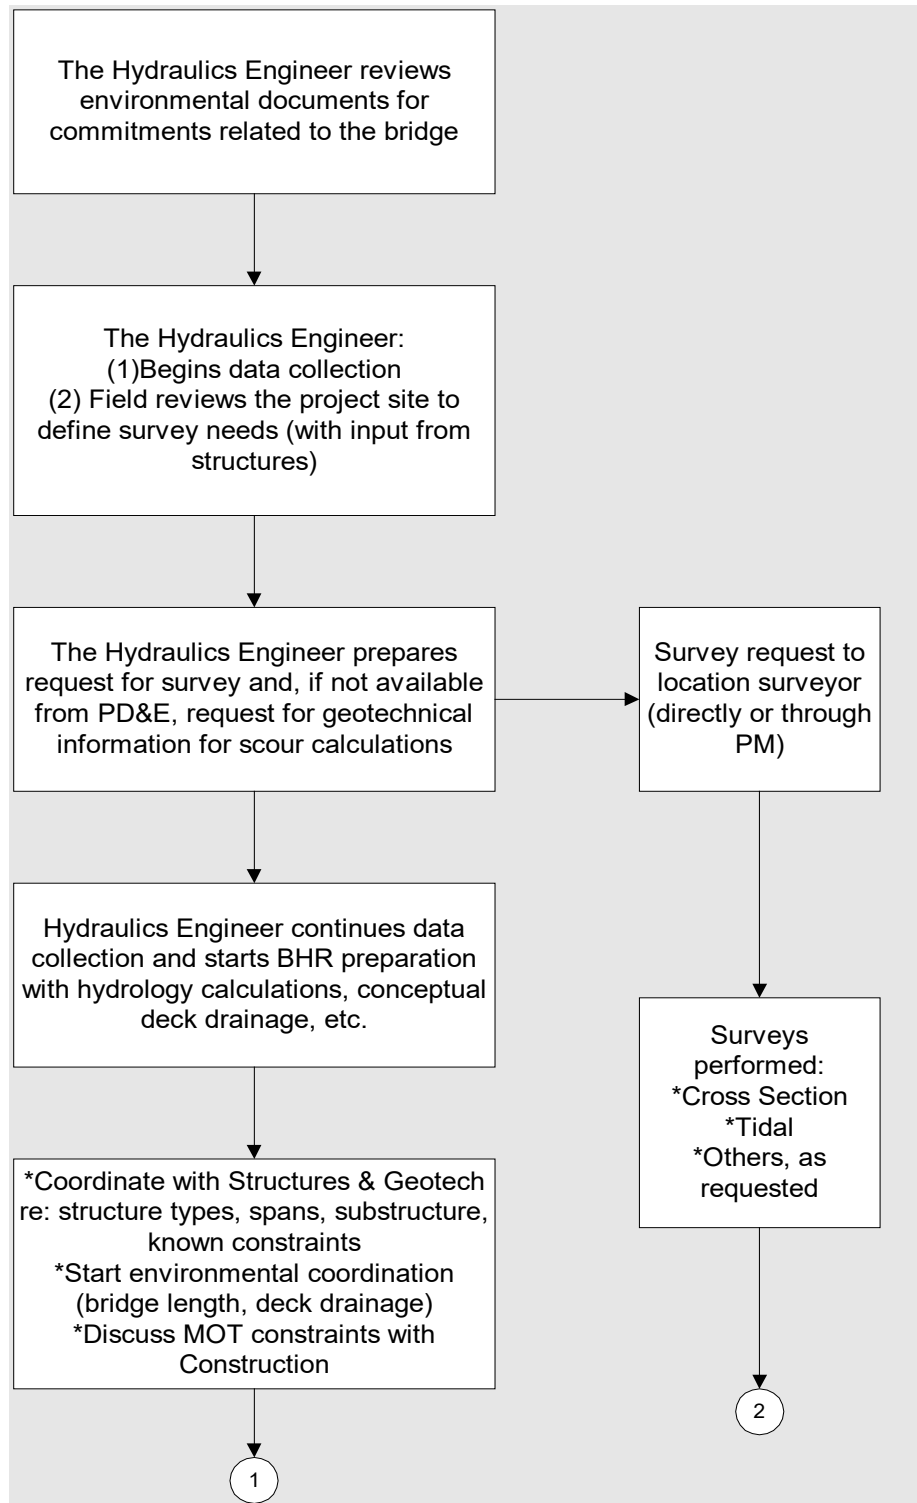 The Hydraulics Engineer reviews
environmental documents for
commitments related to the bridge
The Hydraulics Engineer:
(1)Begins data collection
(2) Field reviews the project site to
define survey needs (with input from
structures)
The Hydraulics Engineer prepares
request for survey and, if not available
from PD&E, request for geotechnical
information for scour calculations
Survey request to
location surveyor
(directly or through
PM)
Hydraulics Engineer continues data
collection and starts BHR preparation
with hydrology calculations, conceptual
deck drainage, etc.
Surveys
performed:
*Cross Section
*Tidal
*Others, as
requested
*Coordinate with Structures & Geotech
re: structure types, spans, substructure,
known constraints
*Start environmental coordination
(bridge length, deck drainage)
*Discuss MOT constraints with
Construction
2
1